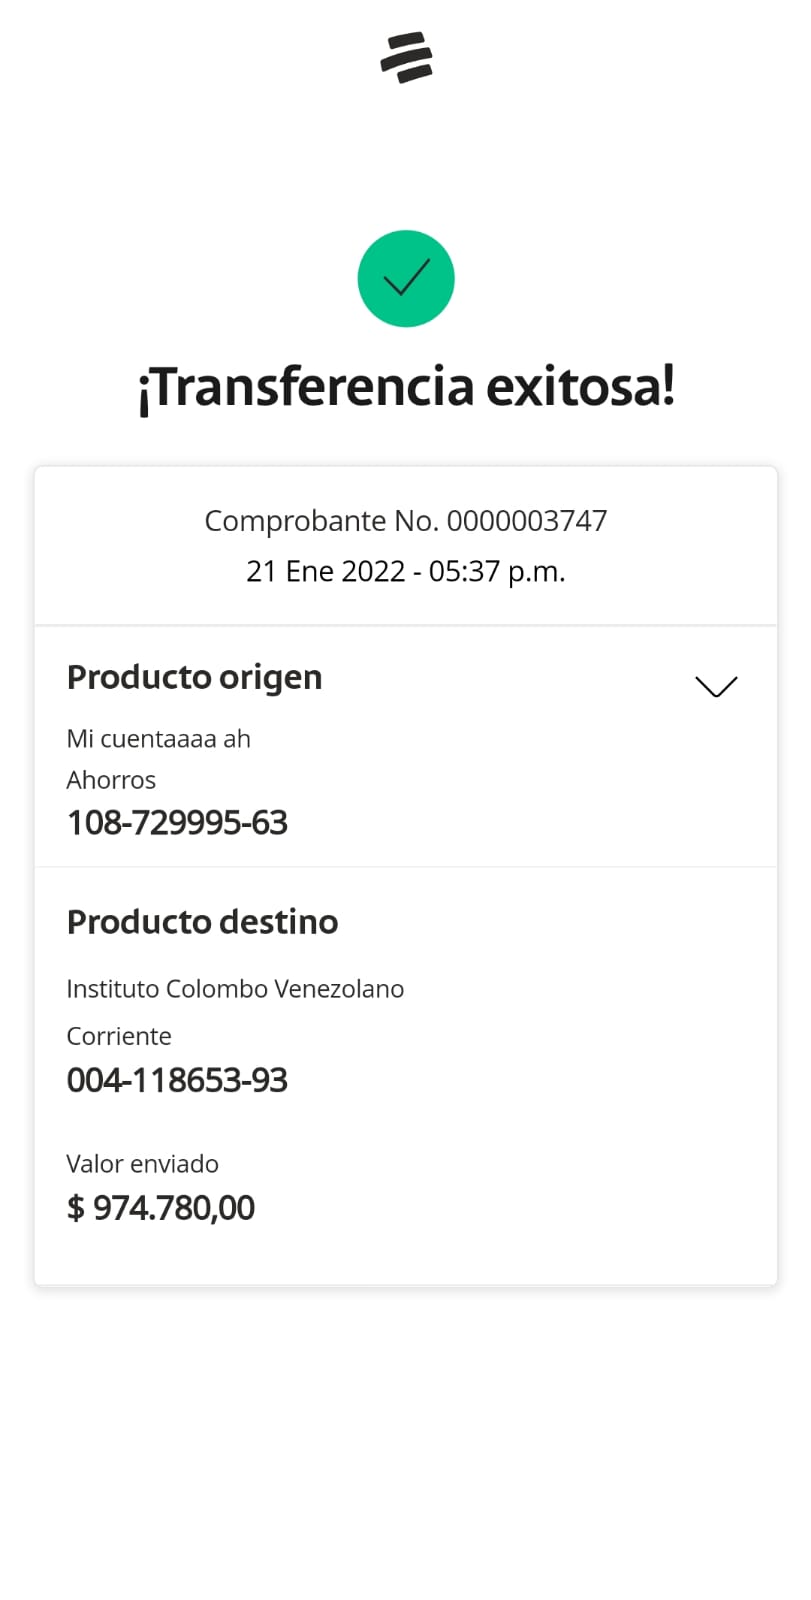 ¡Transferencia exitosa!
Comprobante No. 0000003747
21 Ene 2022 - 05:37 p.m.
Producto origen
Mi cuentaaaa ah
Ahorros
108-729995-63
Producto destino
Instituto Colombo Venezolano
Corriente
004-118653-93
Valor enviado
$ 974.780,00